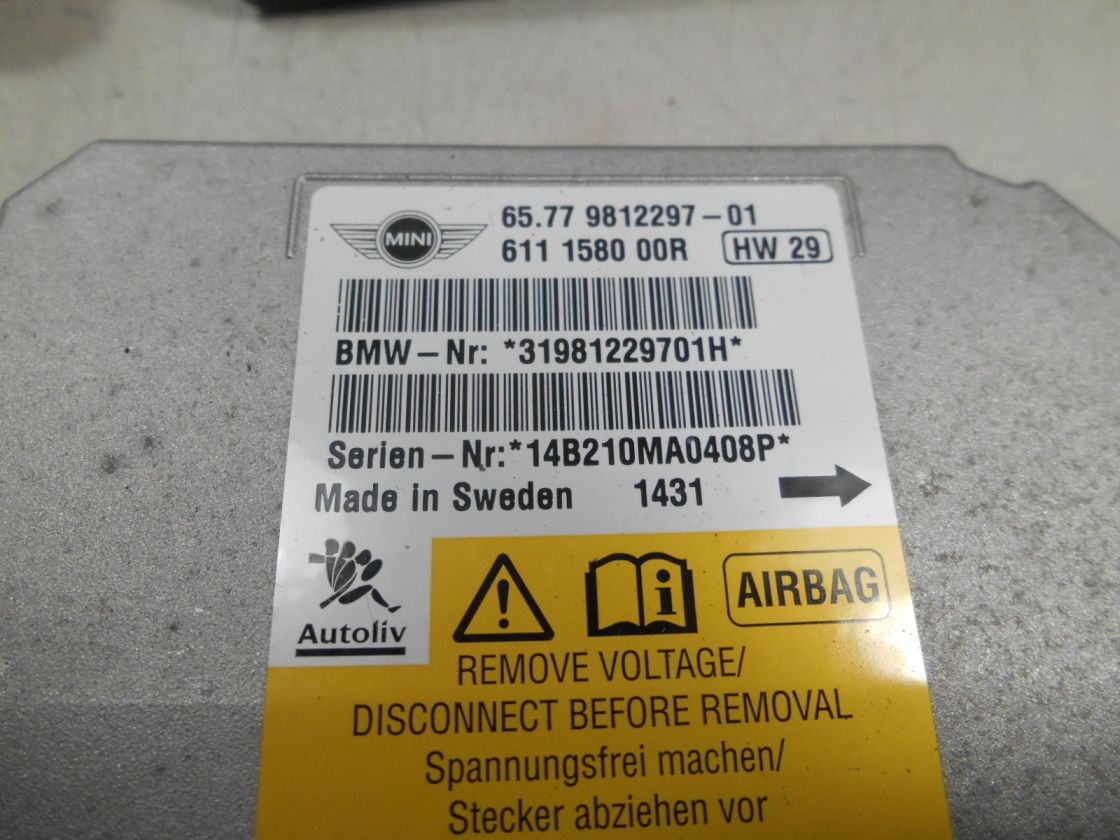 MINI
65.77 9812297-01
611 1580 00R HW 29
BMW-Nr: *31981229701H*
Serien-Nr:*14B210MA0408P*
Made in Sweden 1431
Autoliv
AIRBAG
REMOVE VOLTAGE/
DISCONNECT BEFORE REMOVAL
Spannungsfrei machen/
Stecker abziehen vor